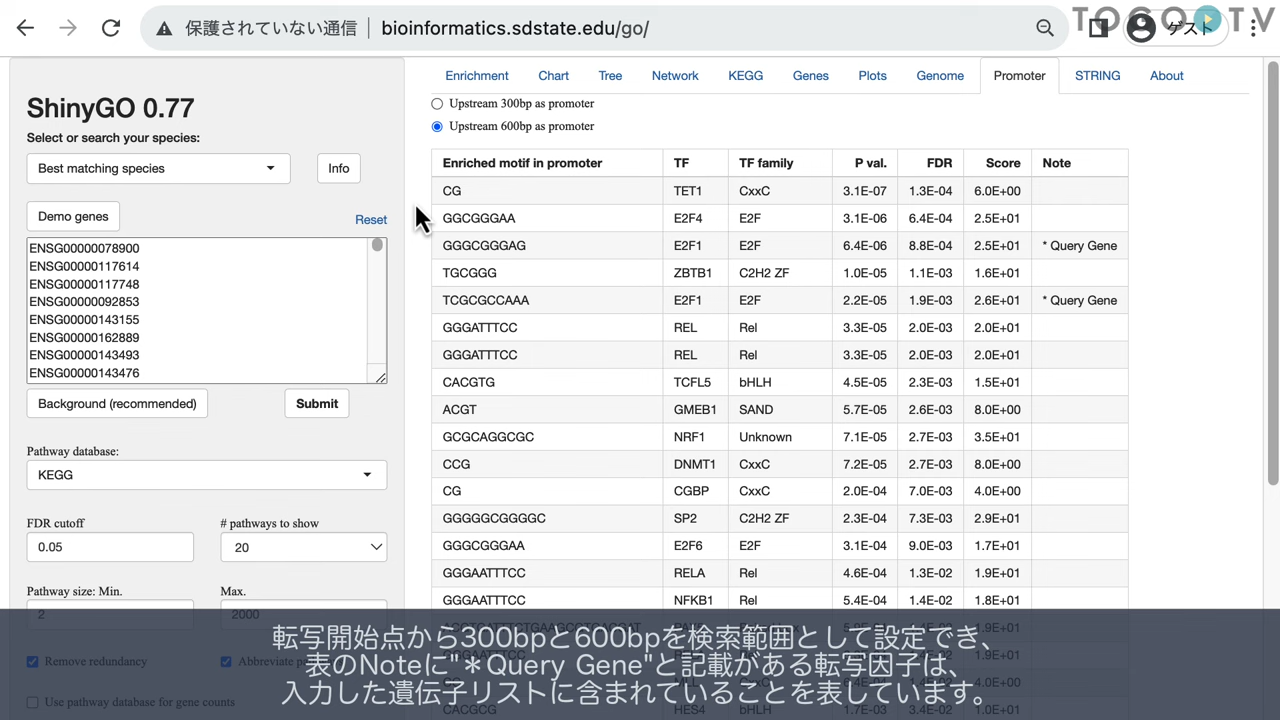 保護されていない通信 bioinformatics.sdstate.edu/go/
TOGO TV
ゲスト
ShinyGO 0.77
Select or search your species:
Best matching species
Info
Demo genes
Reset
ENSG00000078900
ENSG00000117614
ENSG00000117748
ENSG00000092853
ENSG00000143155
ENSG00000162889
ENSG00000143493
ENSG00000143476
Background (recommended)
Submit
Pathway database:
KEGG
FDR cutoff
# pathways to show
0.05
20
Pathway size: Min.
Max.
2
2000
Remove redundancy
Use pathway database for gene counts
Enrichment Chart Tree Network KEGG Genes Plots Genome Promoter STRING About
Upstream 300bp as promoter
Upstream 600bp as promoter
Enriched motif in promoter TF TF family P val. FDR Score Note
CG TET1 CxxC 3.1E-07 1.3E-04 6.0E+00
GGCGGGAA E2F4 E2F 3.1E-06 6.4E-04 2.5E+01
GGGCGGGAG E2F1 E2F 6.4E-06 8.8E-04 2.5E+01 * Query Gene
TGCGGG ZBTB1 C2H2 ZF 1.0E-05 1.1E-03 1.6E+01
TCGCGCCAAA E2F1 E2F 2.2E-05 1.9E-03 2.6E+01 * Query Gene
GGGATTTCC REL Rel 3.3E-05 2.0E-03 2.0E+01
GGGATTTCC REL Rel 3.3E-05 2.0E-03 2.0E+01
CACGTG TCFL5 bHLH 4.5E-05 2.3E-03 1.5E+01
ACGT GMEB1 SAND 5.7E-05 2.6E-03 8.0E+00
GCGCAGGCGC NRF1 Unknown 7.1E-05 2.7E-03 3.5E+01
CCG DNMT1 CxxC 7.2E-05 2.7E-03 8.0E+00
CG CGBP CxxC 2.0E-04 7.0E-03 4.0E+00
GGGGGCGGGGC SP2 C2H2 ZF 2.3E-04 7.3E-03 2.9E+01
GGGCGGGAA E2F6 E2F 3.1E-04 9.0E-03 1.7E+01
GGGAATTTCC RELA Rel 4.6E-04 1.3E-02 1.9E+01
GGGAATTTCC NFKB1 Rel 5.4E-04 1.4E-02 1.8E+01
CACGCG HES4 bHLH 1.7E-03 3.4E-02
転写開始点から300bpと600bpを検索範囲として設定でき、
表のNoteに"＊Query Gene"と記載がある転写因子は、
入力した遺伝子リストに含まれていることを表しています。